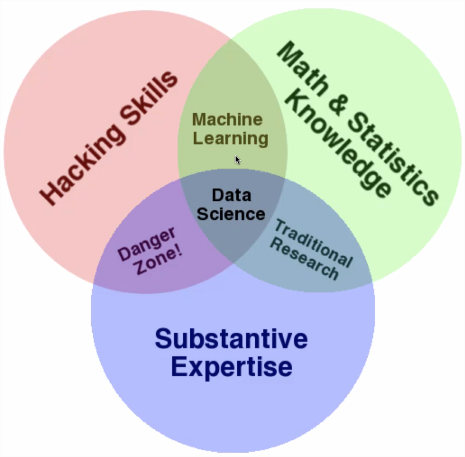 Hacking Skills
Math & Statistics
Knowledge
Machine
Learning
Data
Science
Danger
Zone!
Traditional
Research
Substantive
Expertise